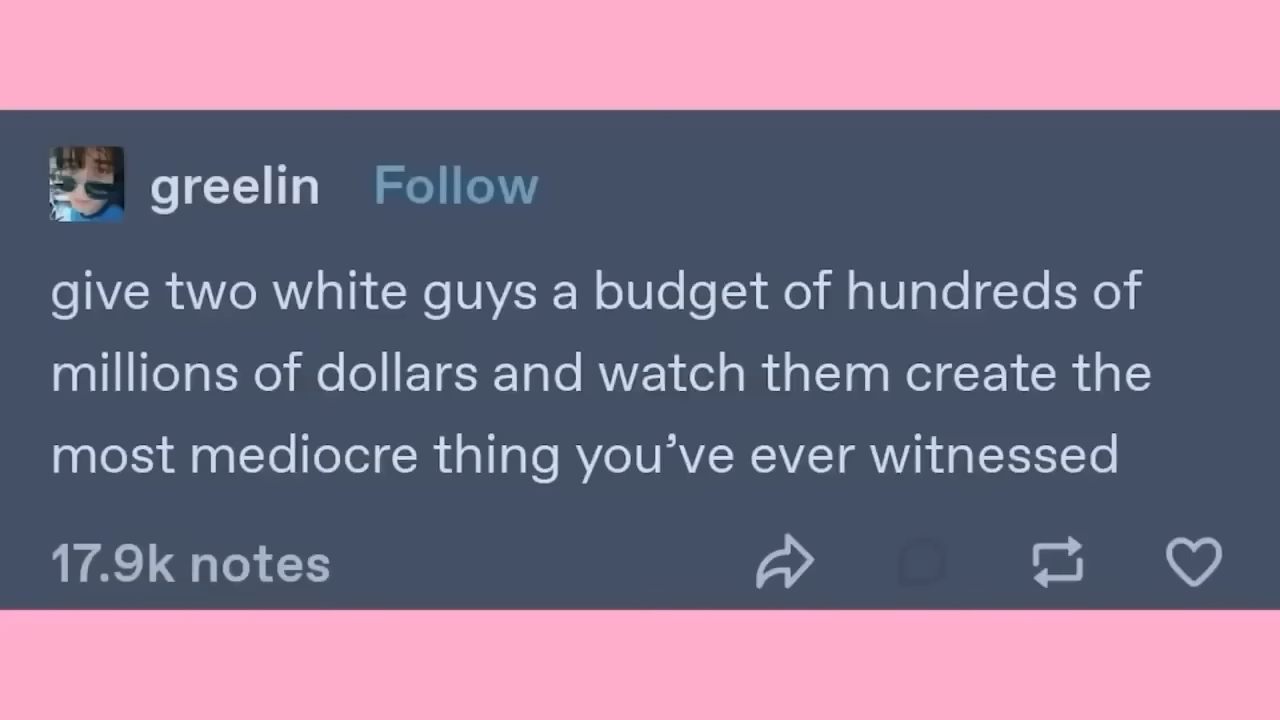 greelin Follow
give two white guys a budget of hundreds of
millions of dollars and watch them create the
most mediocre thing you’ve ever witnessed
17.9k notes